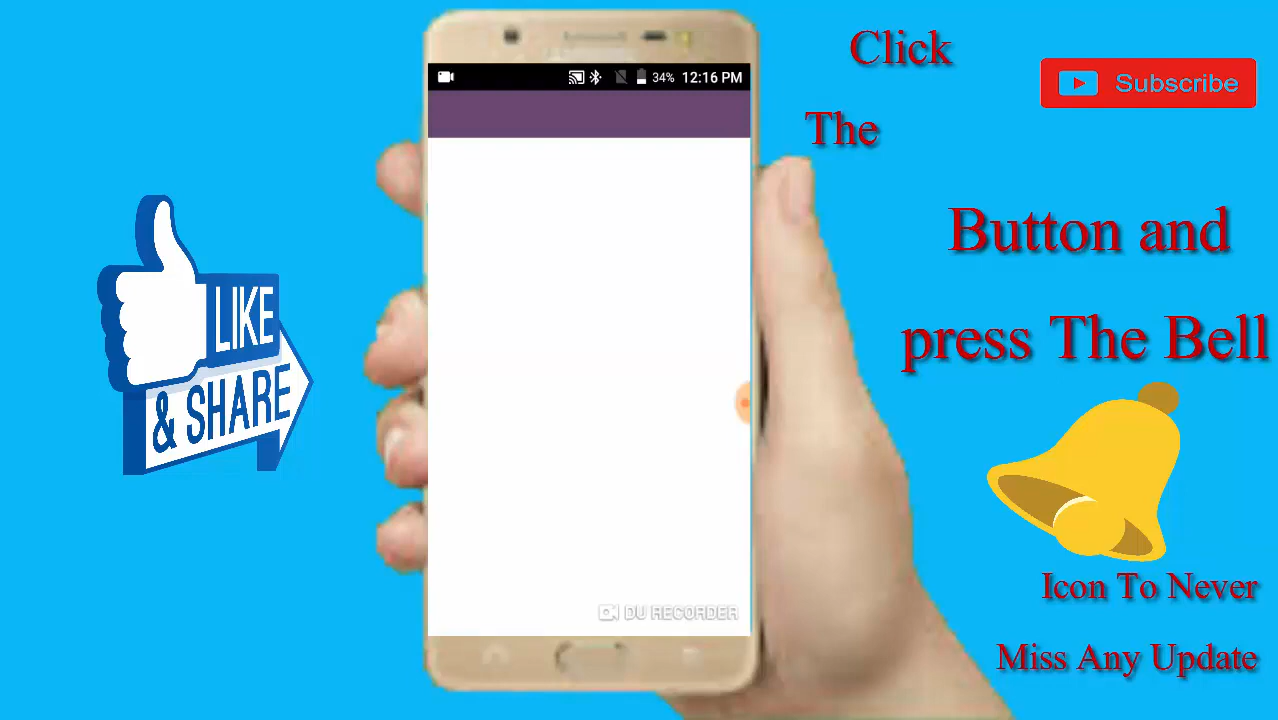 Click
Subscribe
The
Button and
press The Bell
Icon To Never
Miss Any Update
LIKE
& SHARE
34% 12:16 PM
DU RECORDER